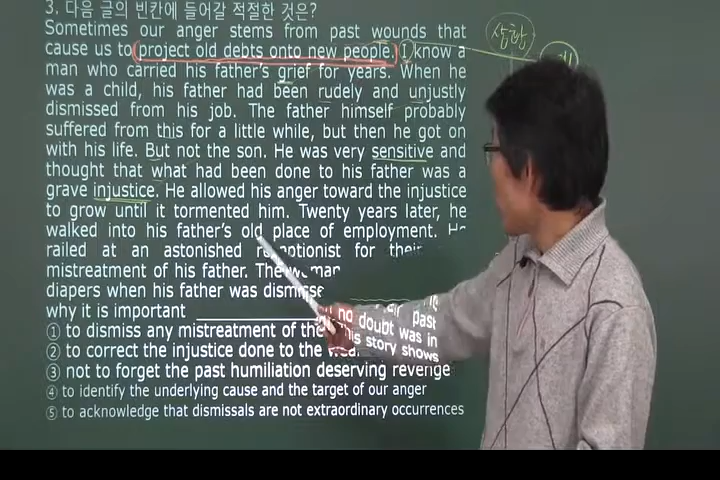 3. 다음 글의 빈칸에 들어갈 적절한 것은?
Sometimes our anger stems from past wounds that
cause us to project old debts onto new people. I know a
man who carried his father's grief for years. When he
was a child, his father had been rudely and unjustly
dismissed from his job. The father himself probably
suffered from this for a little while, but then he got on
with his life. But not the son. He was very sensitive and
thought that what had been done to his father was a
grave injustice. He allowed his anger toward the injustice
to grow until it tormented him. Twenty years later, he
walked into his father's old place of employment. He
railed at an astonished receptionist for their past
mistreatment of his father. The woman no doubt was in
diapers when his father was dismissed. This story shows
why it is important
① to dismiss any mistreatment of the
② to correct the injustice done to the
③ not to forget the past humiliation deserving revenge
④ to identify the underlying cause and the target of our anger
⑤ to acknowledge that dismissals are not extraordinary occurrences